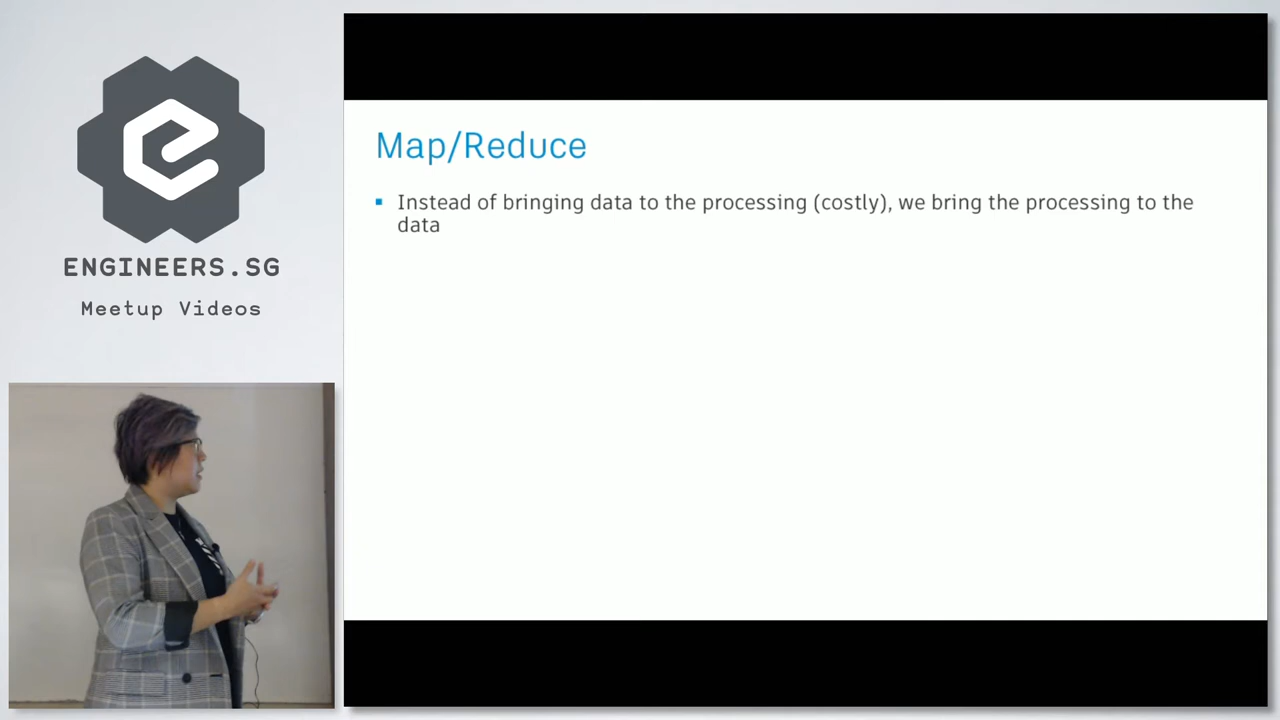 ENGINEERS.SG
Meetup Videos
Map/Reduce
Instead of bringing data to the processing (costly), we bring the processing to the
data